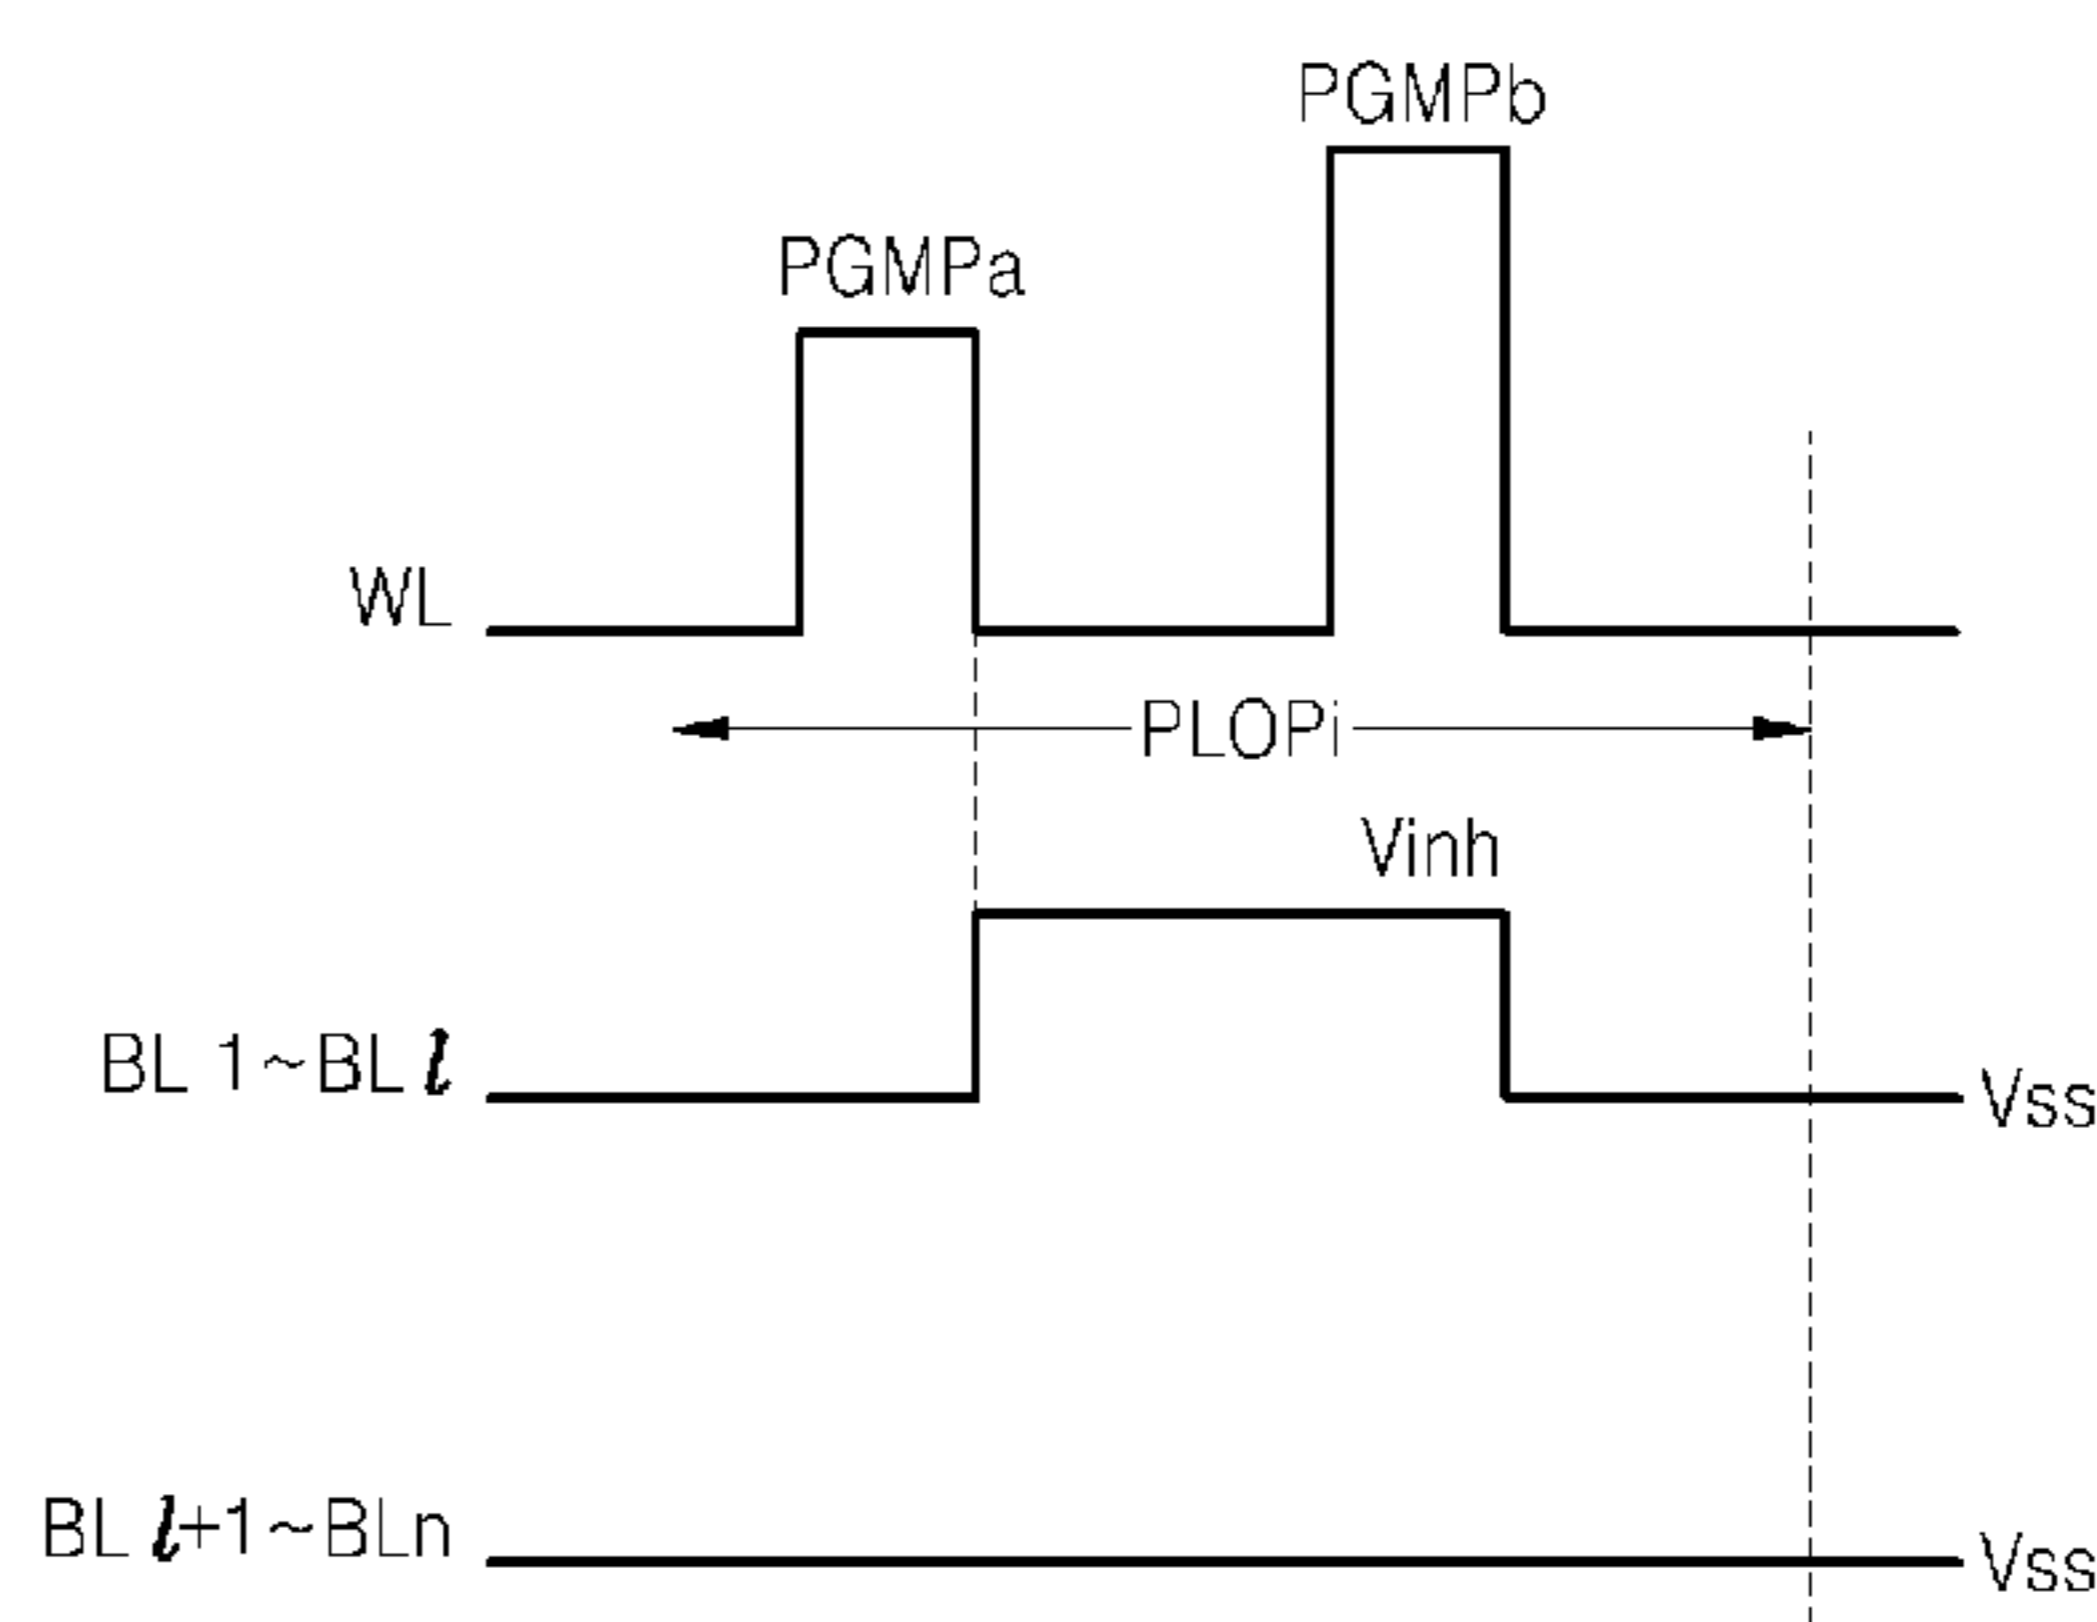 PGMPb
PGMPa
WL
PLOPi
Vinh
BL 1~BL l
Vss
BL l+1~BLn
Vss